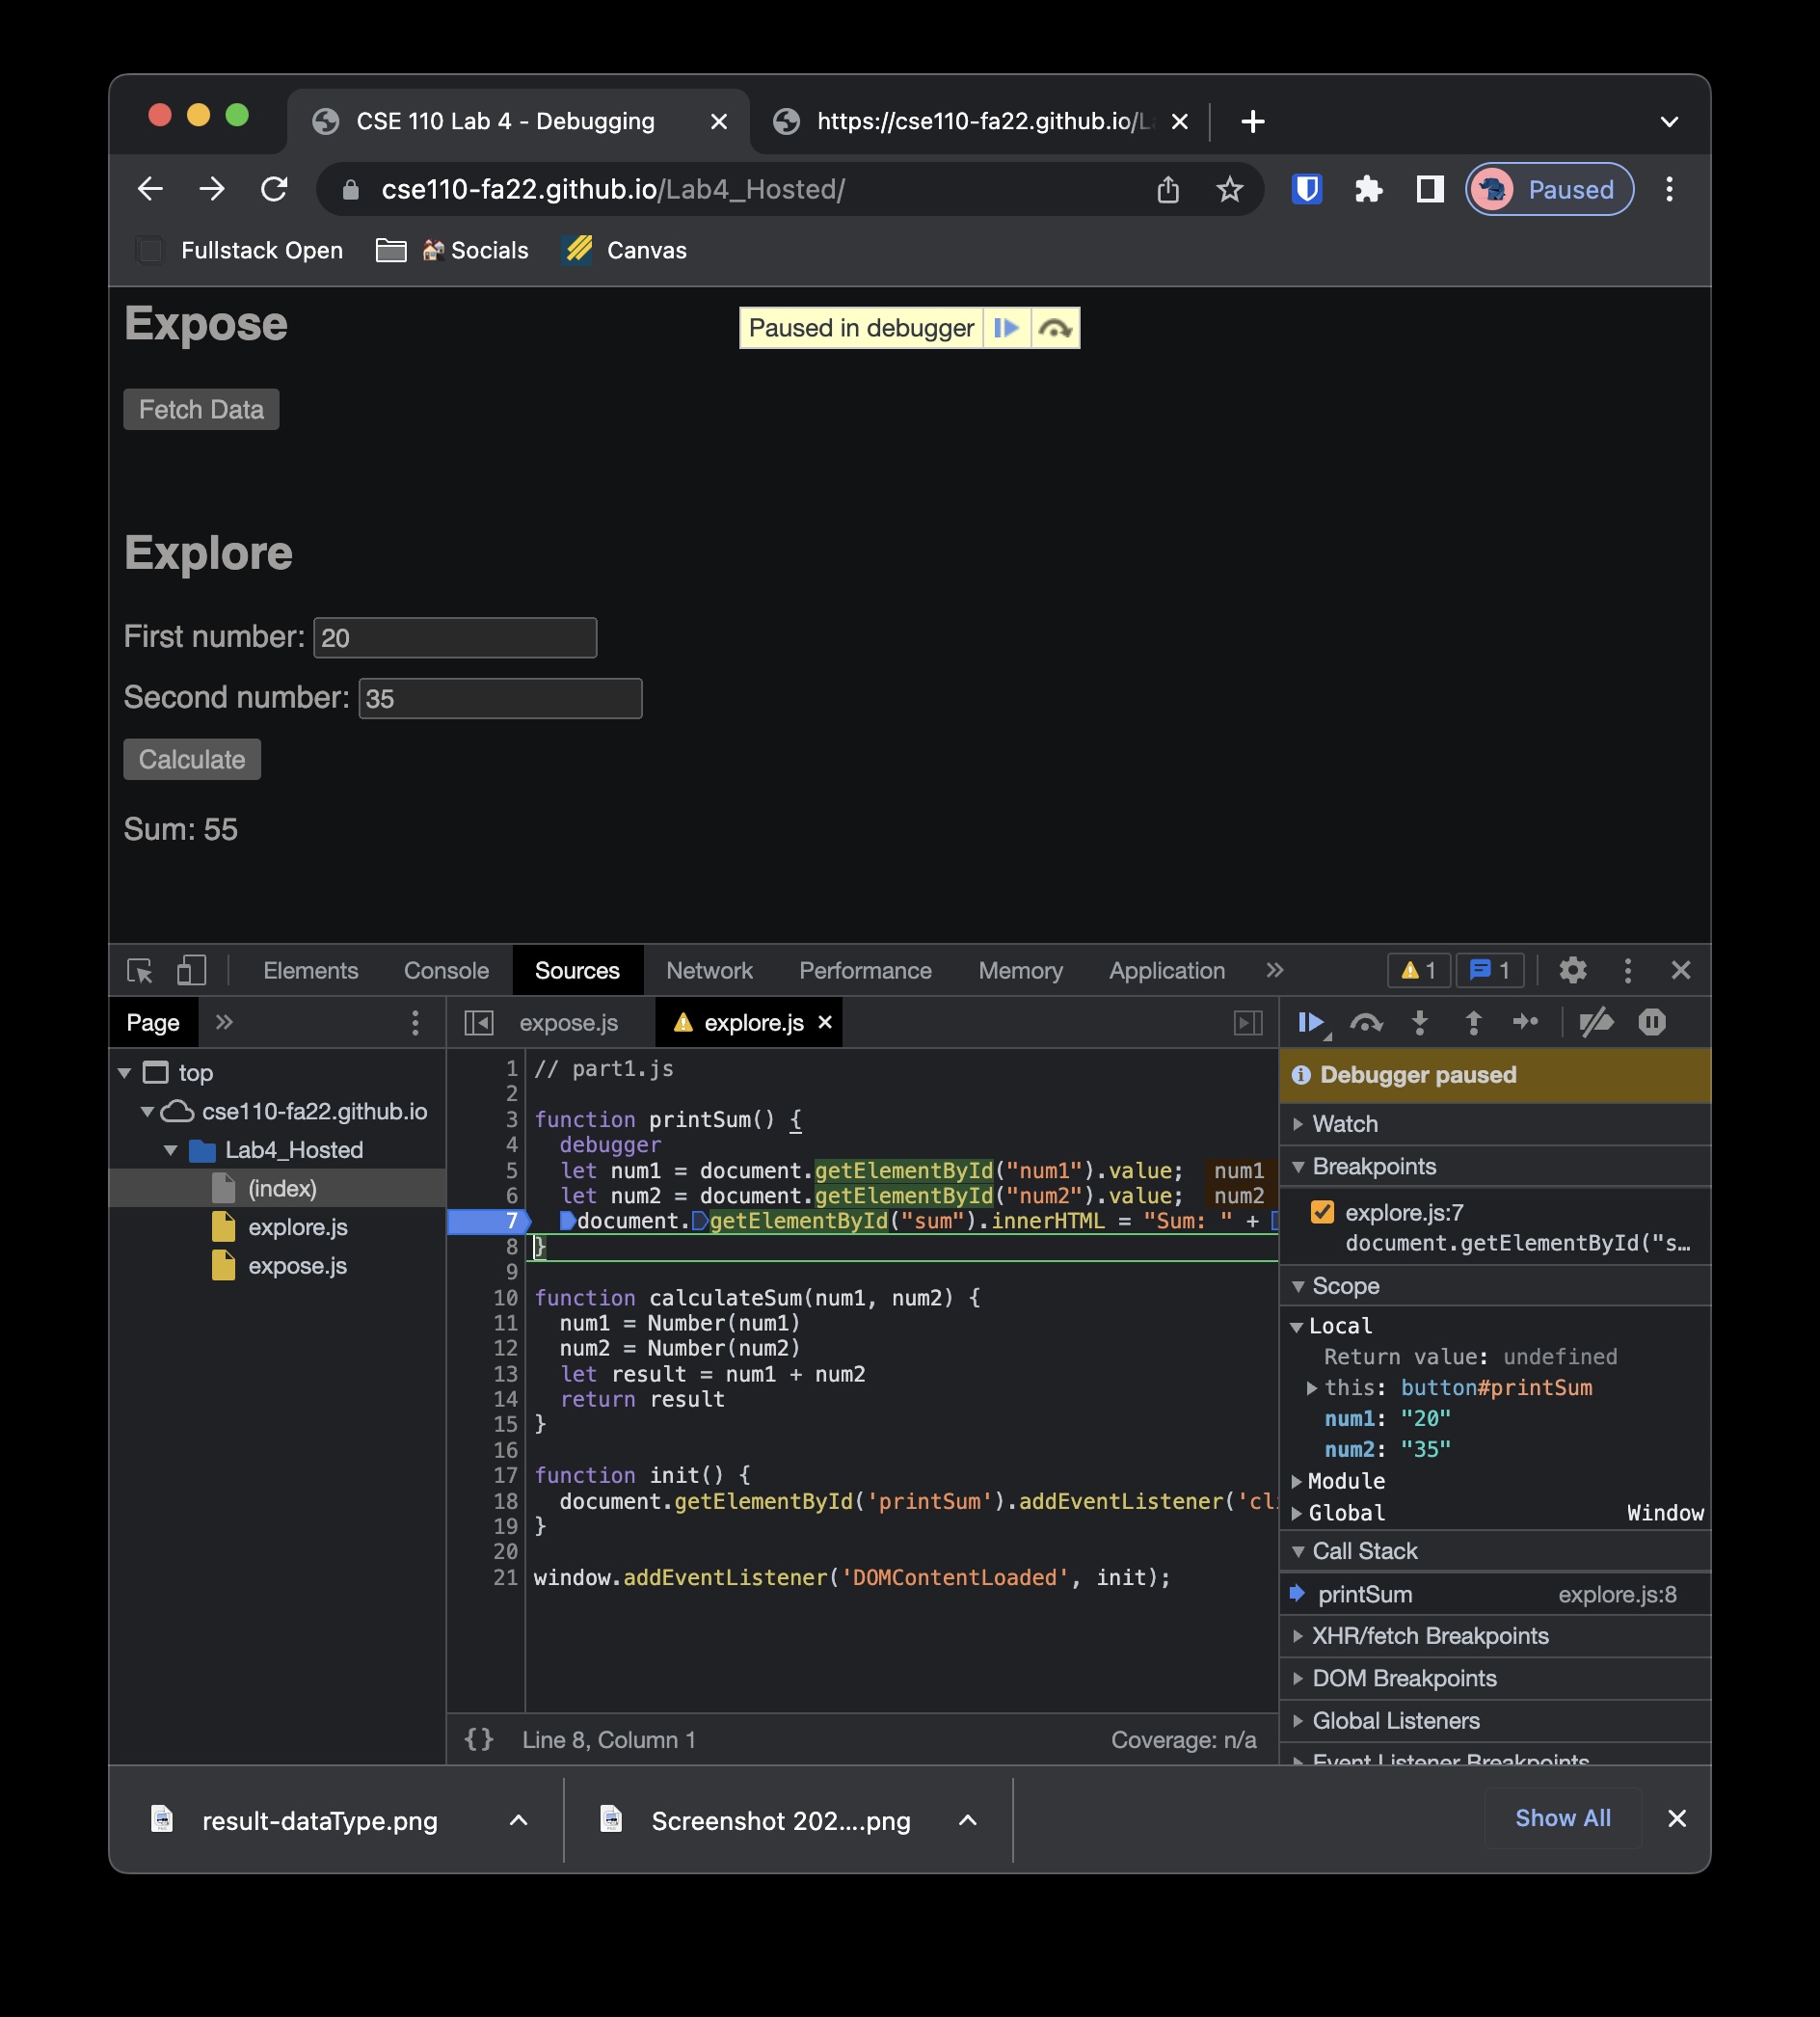 CSE 110 Lab 4 - Debugging
https://cse110-fa22.github.io/L
cse110-fa22.github.io/Lab4_Hosted/
Paused
Fullstack Open
Socials
Canvas
Expose
Paused in debugger
Fetch Data
Explore
First number: 20
Second number: 35
Calculate
Sum: 55
Elements Console Sources Network Performance Memory Application » 1 1
Page »
expose.js explore.js
top
cse110-fa22.github.io
Lab4_Hosted
(index)
explore.js
expose.js
1 // part1.js
2
3 function printSum() {
4 debugger
5 let num1 = document.getElementById("num1").value; num1
6 let num2 = document.getElementById("num2").value; num2
7 document.getElementById("sum").innerHTML = "Sum: " +
8 }
9
10 function calculateSum(num1, num2) {
11 num1 = Number(num1)
12 num2 = Number(num2)
13 let result = num1 + num2
14 return result
15 }
16
17 function init() {
18 document.getElementById('printSum').addEventListener('cl
19 }
20
21 window.addEventListener('DOMContentLoaded', init);
{} Line 8, Column 1
Coverage: n/a
Debugger paused
Watch
Breakpoints
explore.js:7
document.getElementById("s…
Scope
Local
Return value: undefined
this: button#printSum
num1: "20"
num2: "35"
Module
Global Window
Call Stack
printSum explore.js:8
XHR/fetch Breakpoints
DOM Breakpoints
Global Listeners
Event Listener Breakpoints
result-dataType.png
Screenshot 202....png
Show All